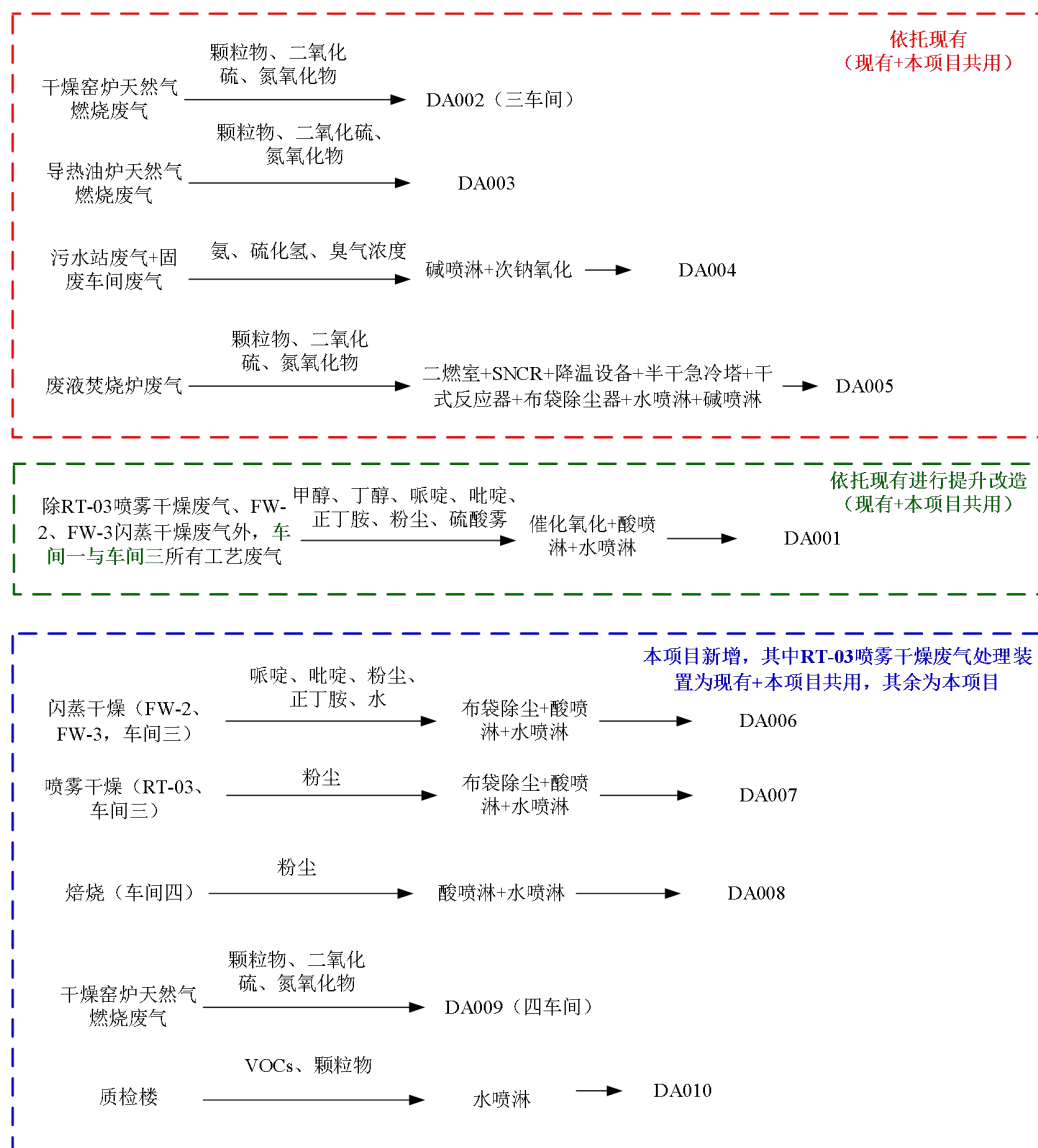 依托现有
（现有+本项目共用）
颗粒物、二氧化
硫、氮氧化物
干燥窑炉天然气
燃烧废气
DA002（三车间）
颗粒物、二氧化硫、
氮氧化物
导热油炉天然气
燃烧废气
DA003
污水站废气+固
废车间废气
氨、硫化氢、臭气浓度
碱喷淋+次钠氧化
DA004
颗粒物、二氧化
硫、氮氧化物
废液焚烧炉废气
二燃室+SNCR+降温设备+半干急冷塔+干
式反应器+布袋除尘器+水喷淋+碱喷淋
DA005
依托现有进行提升改造
（现有+本项目共用）
除RT-03喷雾干燥废气、FW-
2、FW-3闪蒸干燥废气外，车
间一与车间三所有工艺废气
甲醇、丁醇、哌啶、吡啶、
正丁胺、粉尘、硫酸雾
催化氧化+酸喷
淋+水喷淋
DA001
本项目新增，其中RT-03喷雾干燥废气处理装
置为现有+本项目共用，其余为本项目
哌啶、吡啶、粉尘、
正丁胺、水
闪蒸干燥（FW-2、
FW-3，车间三）
布袋除尘+酸喷
淋+水喷淋
DA006
喷雾干燥（RT-03、
车间三）
粉尘
布袋除尘+酸喷
淋+水喷淋
DA007
粉尘
焙烧（车间四）
酸喷淋+水喷淋
DA008
颗粒物、二氧化
硫、氮氧化物
干燥窑炉天然气
燃烧废气
DA009（四车间）
VOCs、颗粒物
质检楼
水喷淋
DA010